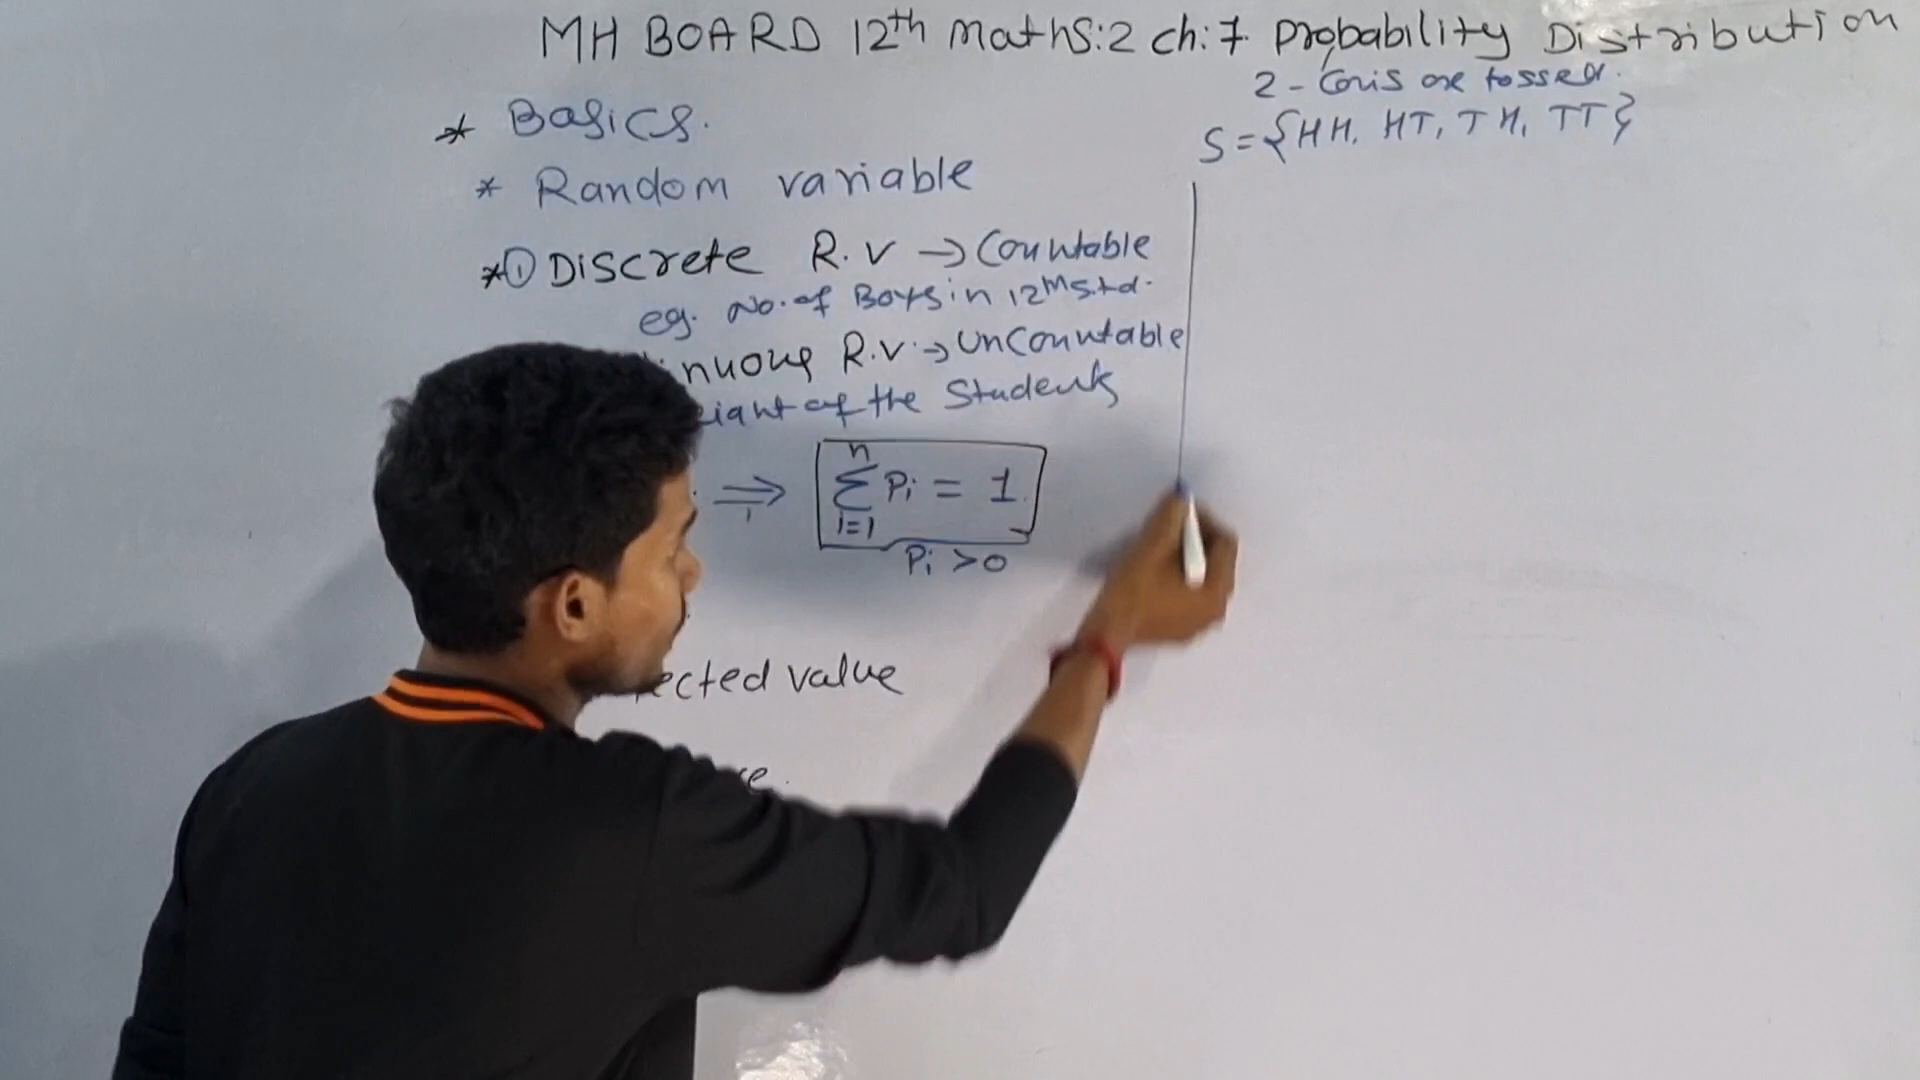 MH BOARD 12th Maths:2 ch:7 Probability Distribution
* Basics.
* Random variable
*① Discrete R.V → Countable
eg. No. of Boys in 12th Std.
nuous R.V. → Uncountable
eight of the Students
⇒ n Σ i=1 Pi = 1
Pi > 0
ected value
ce.
2 - Coins are tossed.
S = {HH, HT, TH, TT}